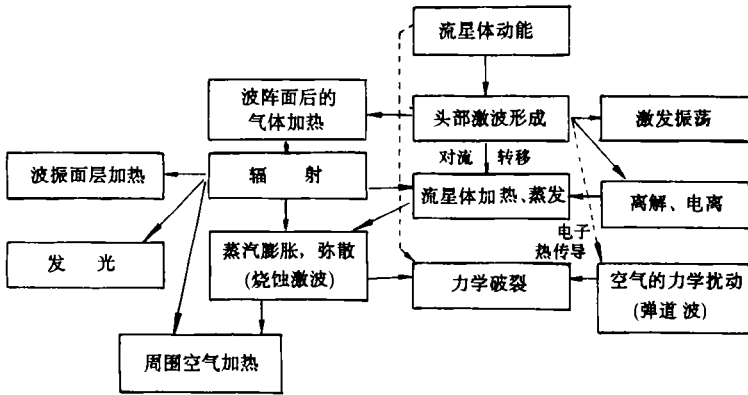 流星体动能
波阵面后的
气体加热
头部激波形成
激发振荡
对流 转移
波振面层加热
辐 射
流星体加热、蒸发
离解、电离
发 光
蒸汽膨胀，弥散
(烧蚀激波)
电子
热传导
力学破裂
空气的力学扰动
(弹道波)
周围空气加热